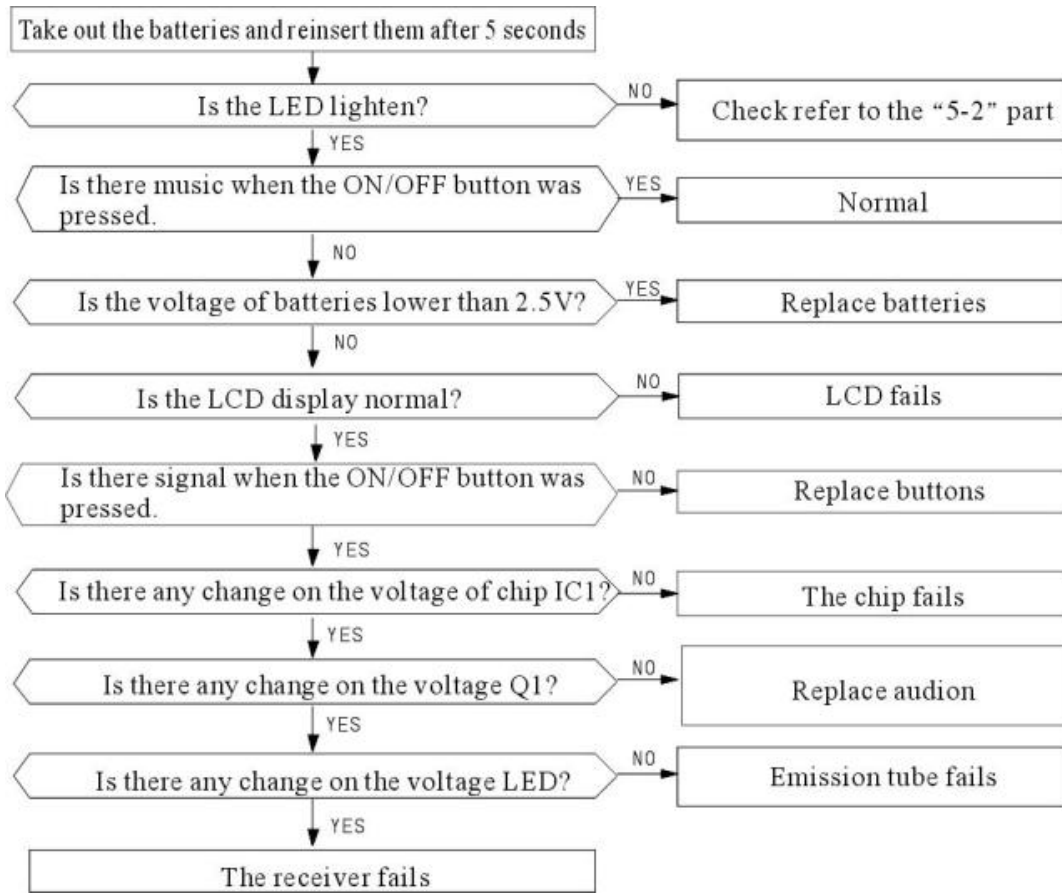 Take out the batteries and reinsert them after 5 seconds
Is the LED lighten?
NO
Check refer to the “5-2” part
YES
Is there music when the ON/OFF button was
pressed.
YES
Normal
NO
Is the voltage of batteries lower than 2.5V?
YES
Replace batteries
NO
Is the LCD display normal?
NO
LCD fails
YES
Is there signal when the ON/OFF button was
pressed.
NO
Replace buttons
YES
Is there any change on the voltage of chip IC1?
NO
The chip fails
YES
Is there any change on the voltage Q1?
NO
Replace audion
YES
Is there any change on the voltage LED?
NO
Emission tube fails
YES
The receiver fails